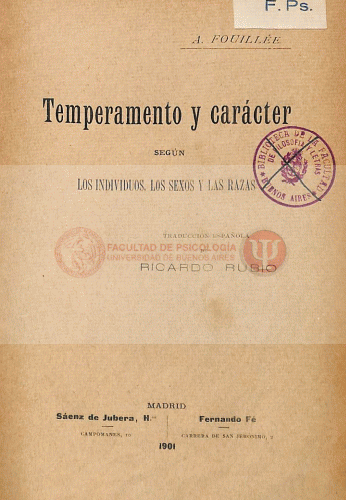 F. Ps.
A. FOUILLÉE
Temperamento y carácter
SEGÚN
LOS INDIVIDUOS, LOS SEXOS Y LAS RAZAS
BIBLIOTECA DE LA FACULTAD
DE FILOSOFIA Y LETRAS
BUENOS AIRES
TRADUCCIÓN ESPAÑOLA
FACULTAD DE PSICOLOGÍA
UNIVERSIDAD DE BUENOS AIRES
RICARDO RUBIO
MADRID
Sáenz de Jubera, H.ᵒˢ
Fernando Fé
CAMPOMANES, 10
CARRERA DE SAN JERÓNIMO, 2
1901